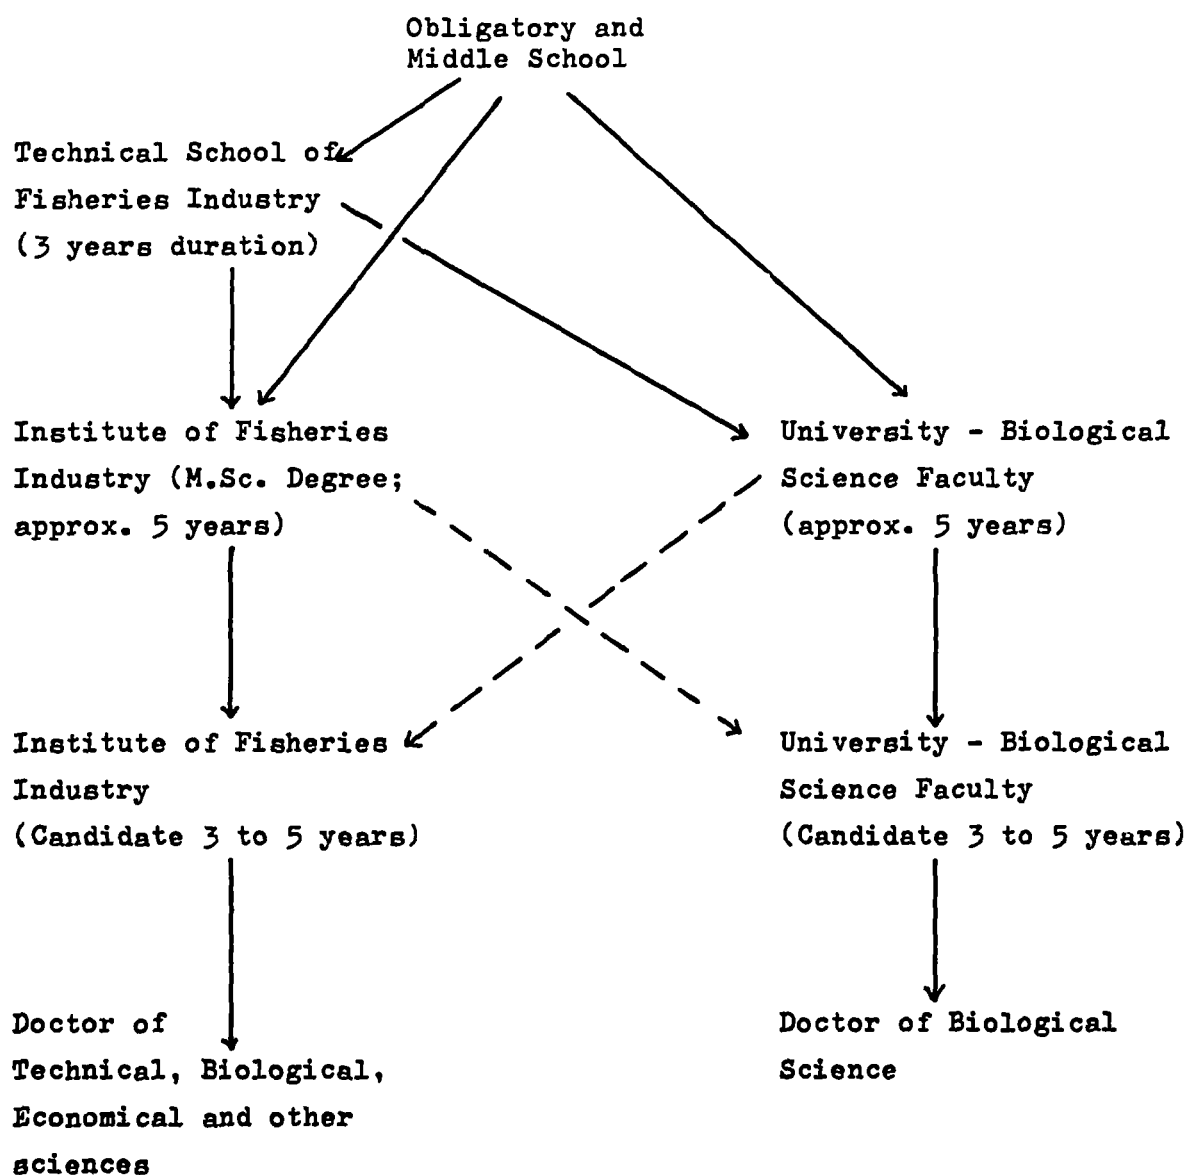 Obligatory and
Middle School
Technical School of
Fisheries Industry
(3 years duration)
Institute of Fisheries
Industry (M.Sc. Degree;
approx. 5 years)
University - Biological
Science Faculty
(approx. 5 years)
Institute of Fisheries
Industry
(Candidate 3 to 5 years)
University - Biological
Science Faculty
(Candidate 3 to 5 years)
Doctor of
Technical, Biological,
Economical and other
sciences
Doctor of Biological
Science